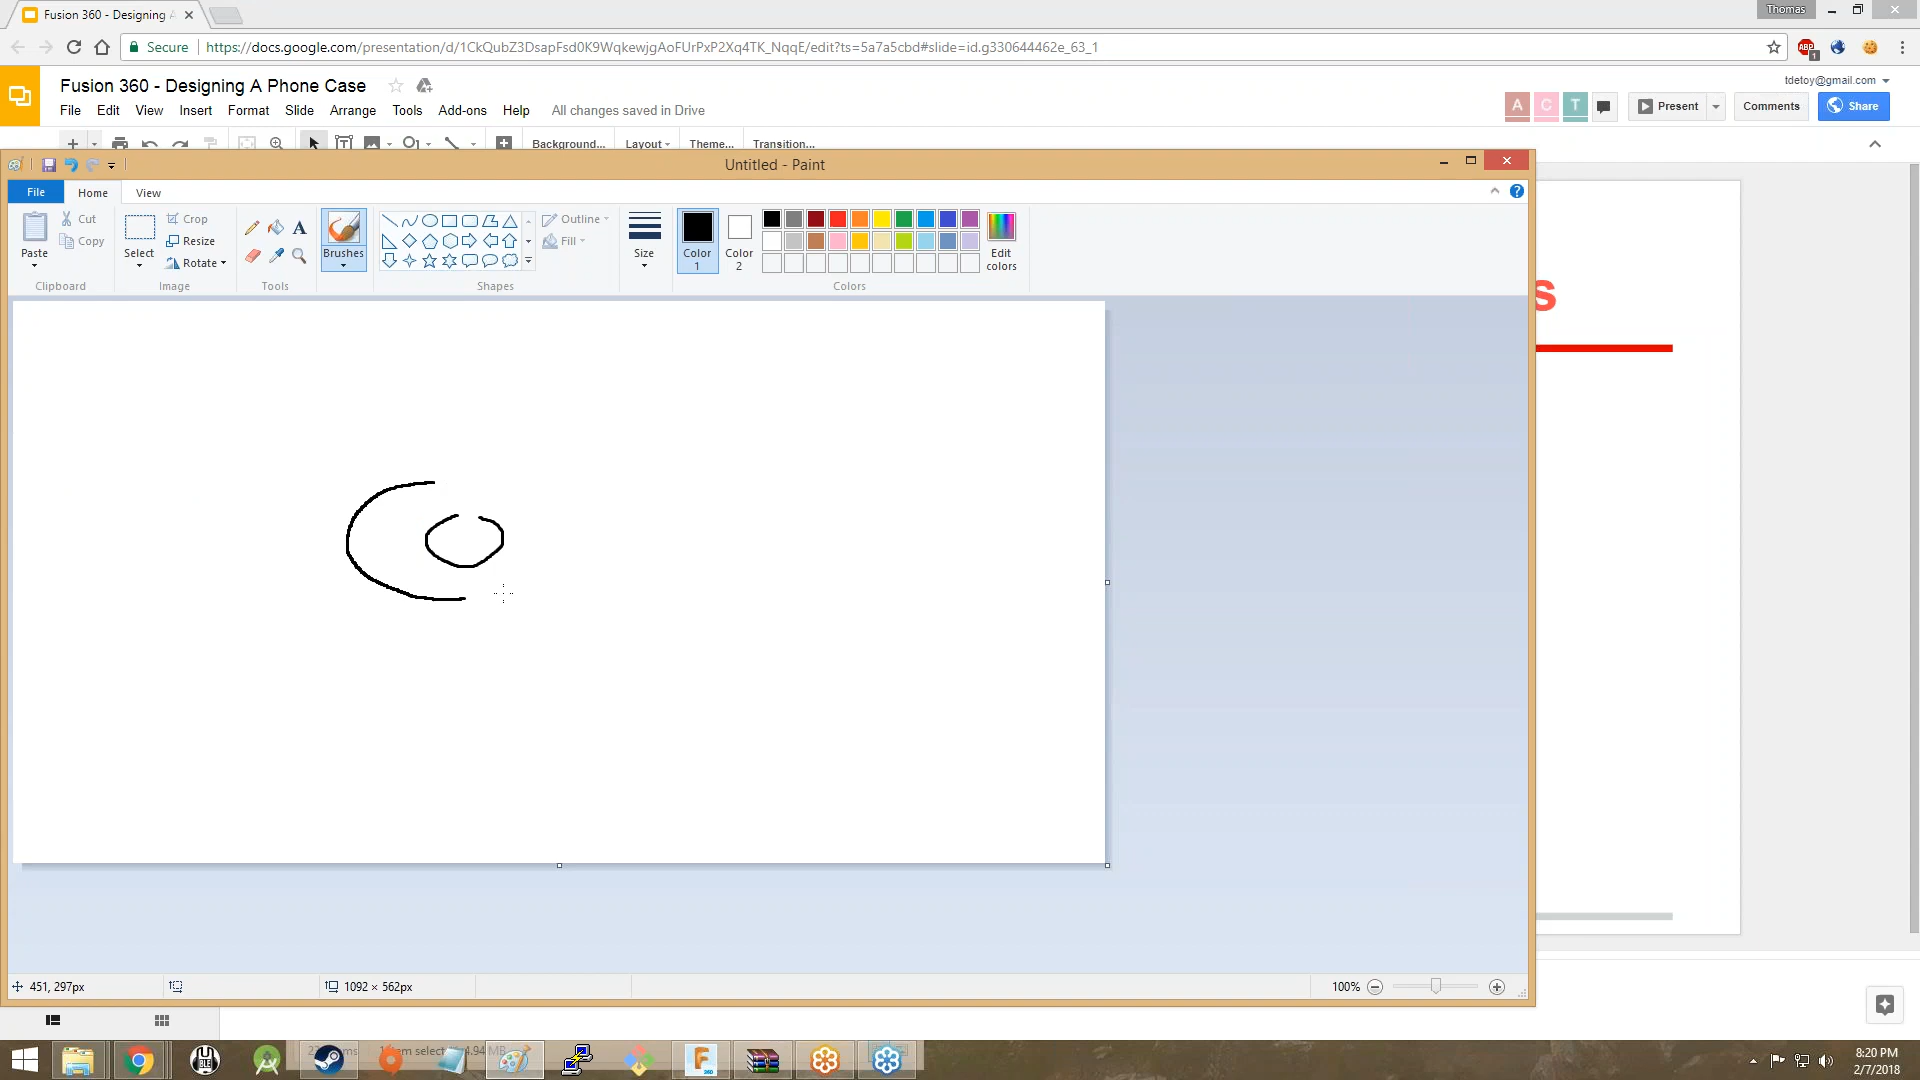 Fusion 360 - Designing A
Thomas
Secure
https://docs.google.com/presentation/d/1CkQubZ3DsapFsd0K9WqkewjgAoFUrPxP2Xq4TK_NqqE/edit?ts=5a7a5cbd#slide=id.g330644462e_63_1
ABP
1
Fusion 360 - Designing A Phone Case
tdetoy@gmail.com
File Edit View Insert Format Slide Arrange Tools Add-ons Help All changes saved in Drive
A C T Present Comments Share
Background... Layout Theme... Transition...
Untitled - Paint
File Home View
Paste Cut Copy
Select Crop Resize Rotate
A
Brushes
Outline Fill
Size
Color 1
Color 2
Edit colors
Clipboard Image Tools Shapes Colors
s
451, 297px
1092 × 562px
100%
8:20 PM
2/7/2018